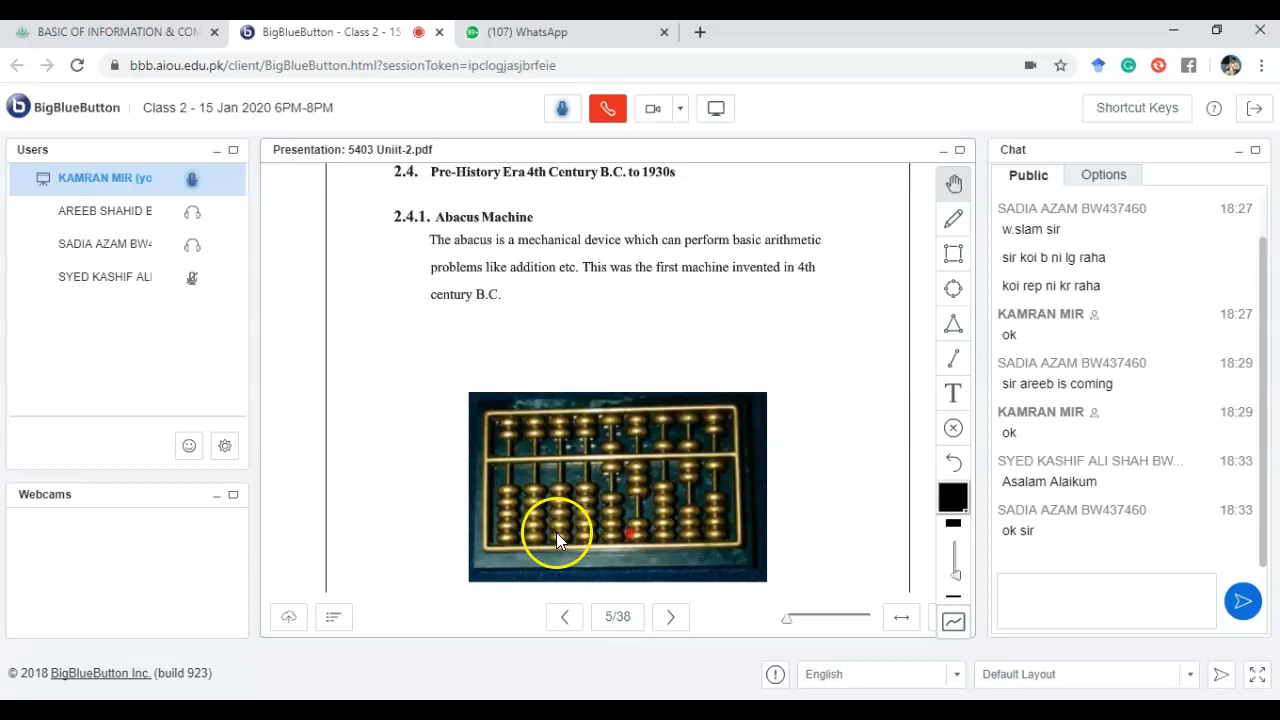 BASIC OF INFORMATION & COM
BigBlueButton - Class 2 - 15
99+
(107) WhatsApp
bbb.aiou.edu.pk/client/BigBlueButton.html?sessionToken=ipclogjasjbrfeie
BigBlueButton
Class 2 - 15 Jan 2020 6PM-8PM
Shortcut Keys
Users
KAMRAN MIR (yo
AREEB SHAHID B
SADIA AZAM BW4
SYED KASHIF ALI
Webcams
Presentation: 5403 Uniit-2.pdf
2.4. Pre-History Era 4th Century B.C. to 1930s
2.4.1. Abacus Machine
The abacus is a mechanical device which can perform basic arithmetic
problems like addition etc. This was the first machine invented in 4th
century B.C.
T
5/38
Chat
Public
Options
SADIA AZAM BW437460 18:27
w.slam sir
sir koi b ni lg raha
koi rep ni kr raha
KAMRAN MIR 18:27
ok
SADIA AZAM BW437460 18:29
sir areeb is coming
KAMRAN MIR 18:29
ok
SYED KASHIF ALI SHAH BW... 18:33
Asalam Alaikum
SADIA AZAM BW437460 18:33
ok sir
© 2018 BigBlueButton Inc. (build 923)
English
Default Layout